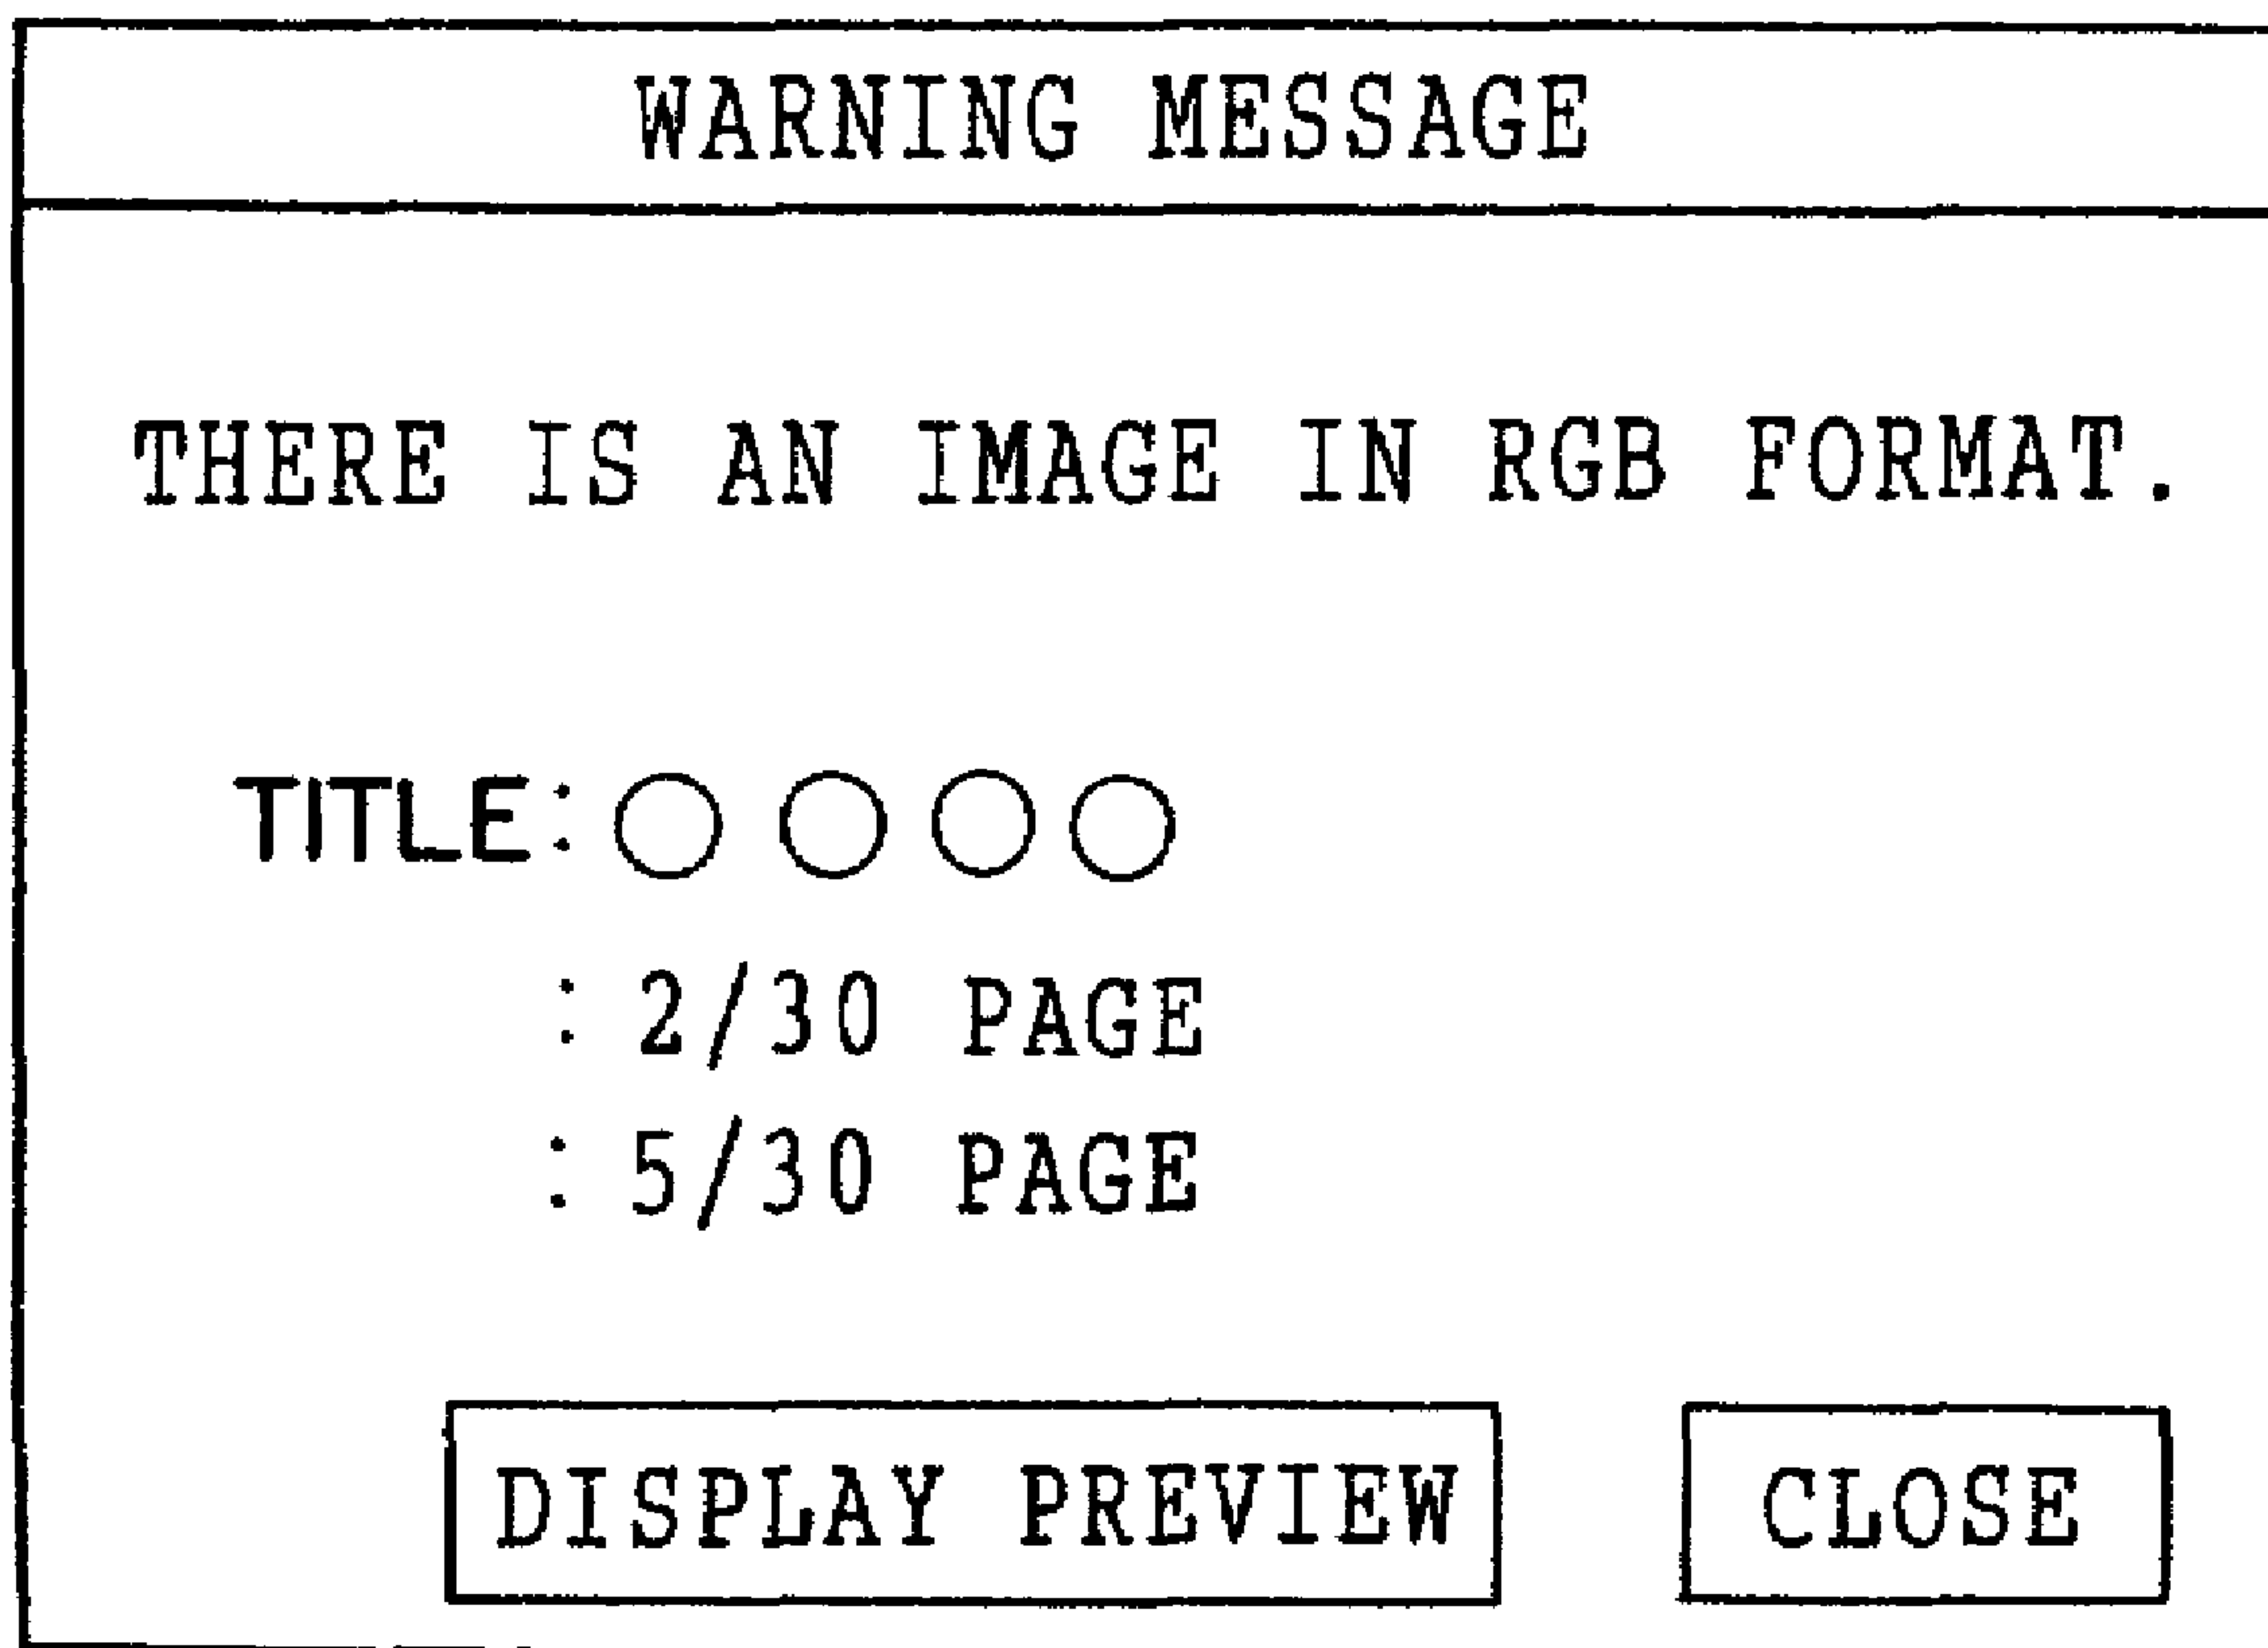 WARNING MESSAGE
THERE IS AN IMAGE IN RGB FORMAT.
TITLE: ○ ○ ○ ○
: 2/30 PAGE
: 5/30 PAGE
DISPLAY PREVIEW CLOSE